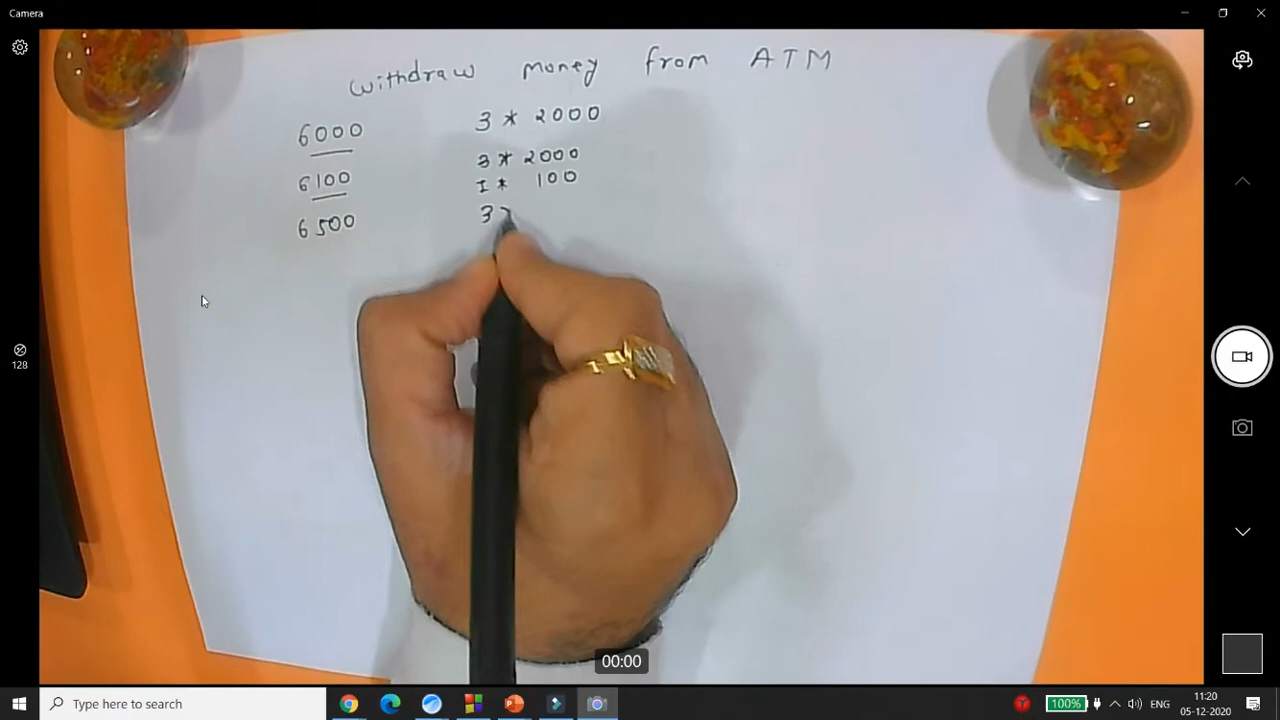 Camera
withdraw money from ATM
6000 3 * 2000
6100 3 * 2000
1 * 100
6500 3
128
00:00
Type here to search
100%
ENG
11:20
05-12-2020